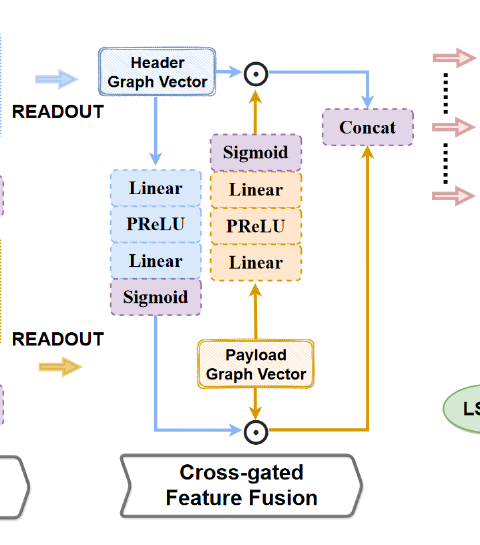 Header
Graph Vector
READOUT
Concat
Sigmoid
Linear
PReLU
Linear
Linear
PReLU
Linear
Sigmoid
READOUT
Payload
Graph Vector
Cross-gated
Feature Fusion